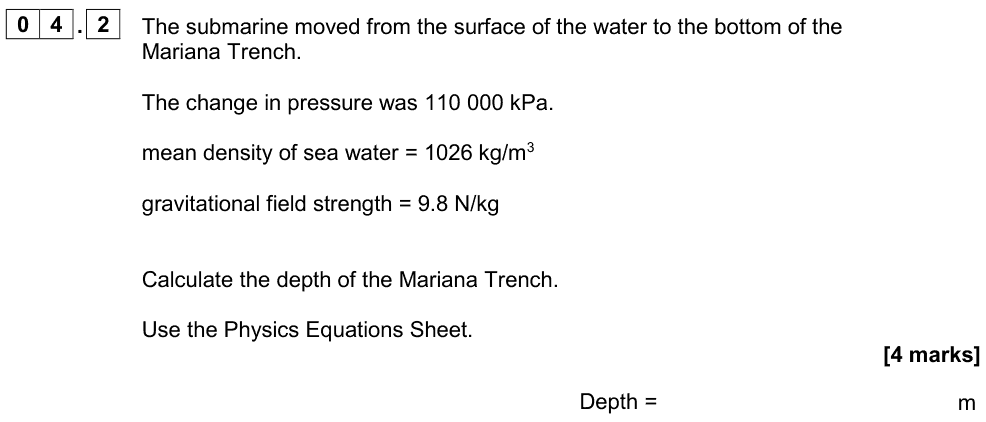 0 4 . 2 The submarine moved from the surface of the water to the bottom of the
Mariana Trench.
The change in pressure was 110 000 kPa.
mean density of sea water = 1026 kg/m³
gravitational field strength = 9.8 N/kg
Calculate the depth of the Mariana Trench.
Use the Physics Equations Sheet.
[4 marks]
Depth = m